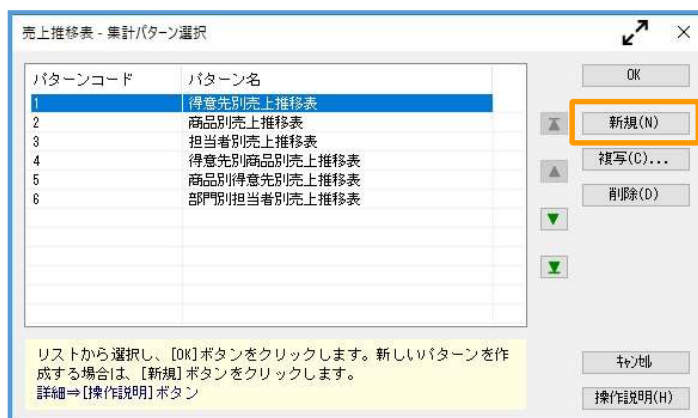 売上推移表 - 集計パターン選択
パターンコード パターン名
1 得意先別売上推移表
2 商品別売上推移表
3 担当者別売上推移表
4 得意先別商品別売上推移表
5 商品別得意先別売上推移表
6 部門別担当者別売上推移表
OK
新規(N)
複写(C)...
削除(D)
リストから選択し、[OK]ボタンをクリックします。新しいパターンを作
成する場合は、[新規]ボタンをクリックします。
詳細⇒[操作説明]ボタン
キャンセル
操作説明(H)